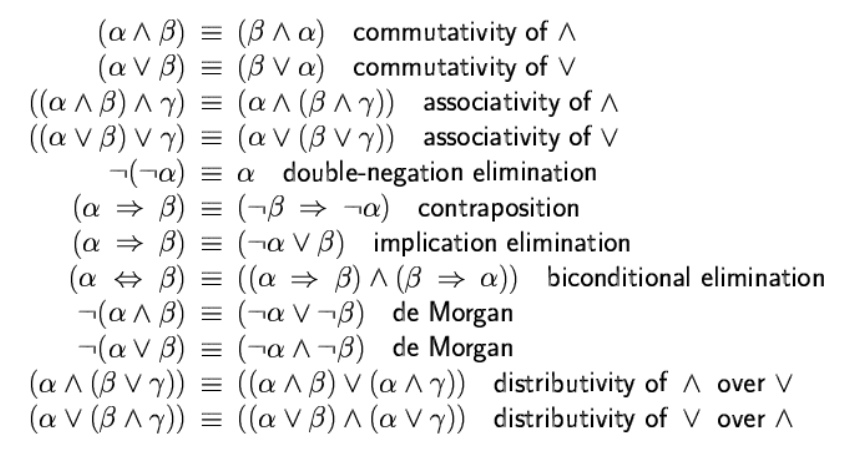 (α ∧ β) ≡ (β ∧ α) commutativity of ∧
(α ∨ β) ≡ (β ∨ α) commutativity of ∨
((α ∧ β) ∧ γ) ≡ (α ∧ (β ∧ γ)) associativity of ∧
((α ∨ β) ∨ γ) ≡ (α ∨ (β ∨ γ)) associativity of ∨
¬(¬α) ≡ α double-negation elimination
(α ⇒ β) ≡ (¬β ⇒ ¬α) contraposition
(α ⇒ β) ≡ (¬α ∨ β) implication elimination
(α ⇔ β) ≡ ((α ⇒ β) ∧ (β ⇒ α)) biconditional elimination
¬(α ∧ β) ≡ (¬α ∨ ¬β) de Morgan
¬(α ∨ β) ≡ (¬α ∧ ¬β) de Morgan
(α ∧ (β ∨ γ)) ≡ ((α ∧ β) ∨ (α ∧ γ)) distributivity of ∧ over ∨
(α ∨ (β ∧ γ)) ≡ ((α ∨ β) ∧ (α ∨ γ)) distributivity of ∨ over ∧